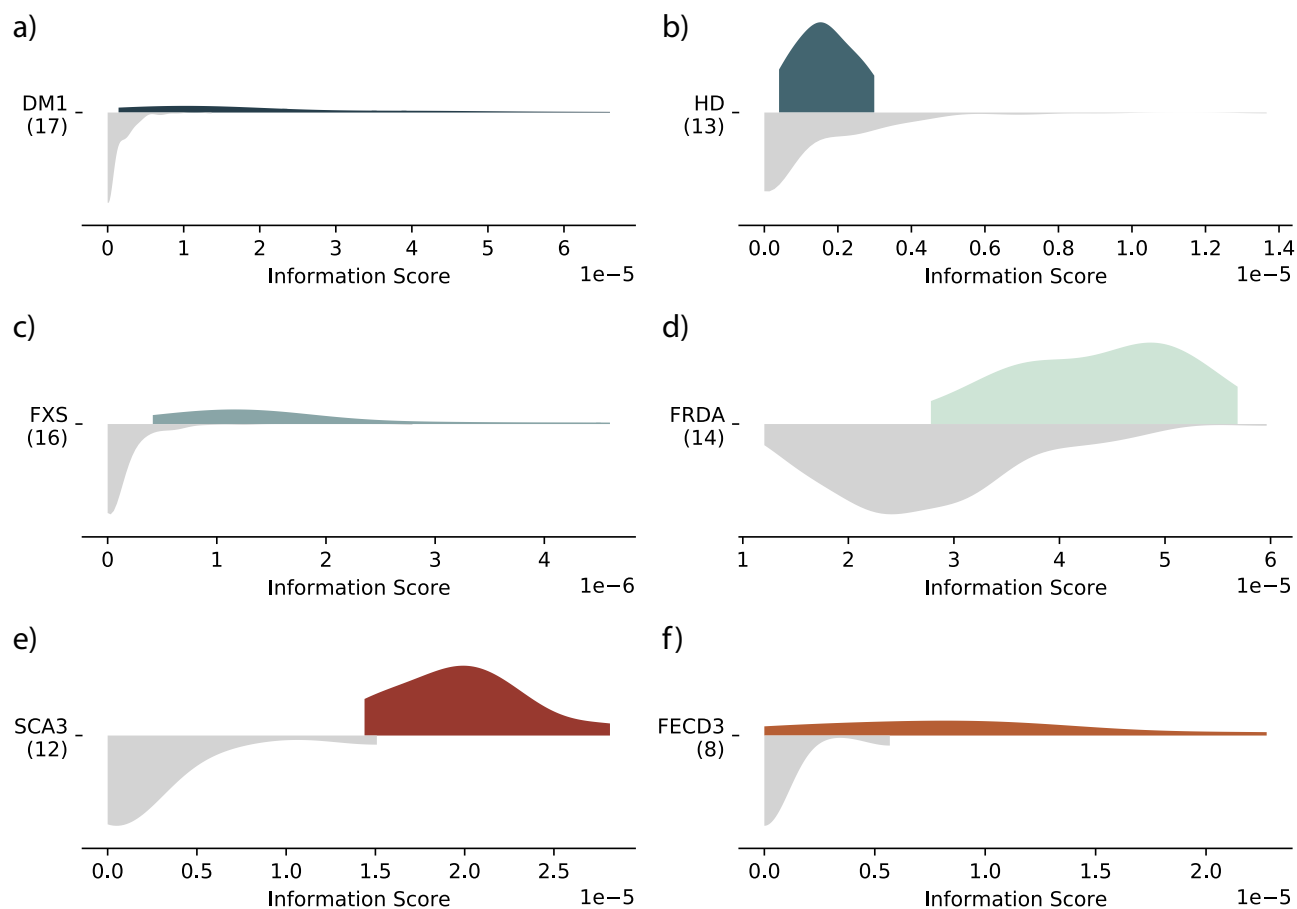 a)
DM1
(17)
0 1 2 3 4 5 6
Information Score
1e-5
b)
HD
(13)
0.0 0.2 0.4 0.6 0.8 1.0 1.2 1.4
Information Score
1e-5
c)
FXS
(16)
0 1 2 3 4
Information Score
1e-6
d)
FRDA
(14)
1 2 3 4 5 6
Information Score
1e-5
e)
SCA3
(12)
0.0 0.5 1.0 1.5 2.0 2.5
Information Score
1e-5
f)
FECD3
(8)
0.0 0.5 1.0 1.5 2.0
Information Score
1e-5